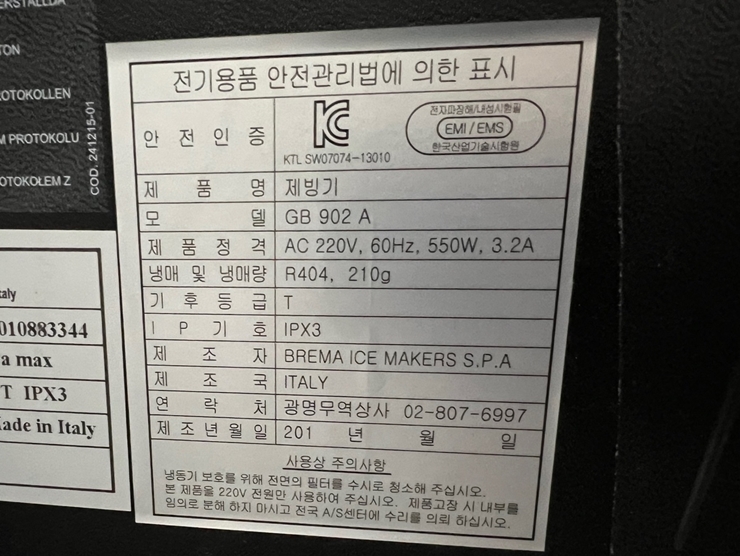 TON
OTOKOLLEN
M PROTOKOLU
OTOKOŁEM Z
COD. 241215-01
010883344
a max
T IPX3
Made in Italy
전기용품 안전관리법에 의한 표시
안전인증
KC
KTL SW07074-13010
전자파장해/내성시험필
EMI / EMS
한국산업기술시험원
제품명 제빙기
모델 GB 902 A
제품정격 AC 220V, 60Hz, 550W, 3.2A
냉매 및 냉매량 R404, 210g
기후등급 T
IP기호 IPX3
제조자 BREMA ICE MAKERS S.P.A
제조국 ITALY
연락처 광명무역상사 02-807-6997
제조년월일 201 년 월 일
사용상 주의사항
냉동기 보호를 위해 전면의 필터를 수시로 청소해 주십시오.
본 제품을 220V 전원만 사용하여 주십시오. 제품고장 시 내부를
임의로 분해 하지 마시고 전국 A/S센터에 수리를 의뢰 하십시오.